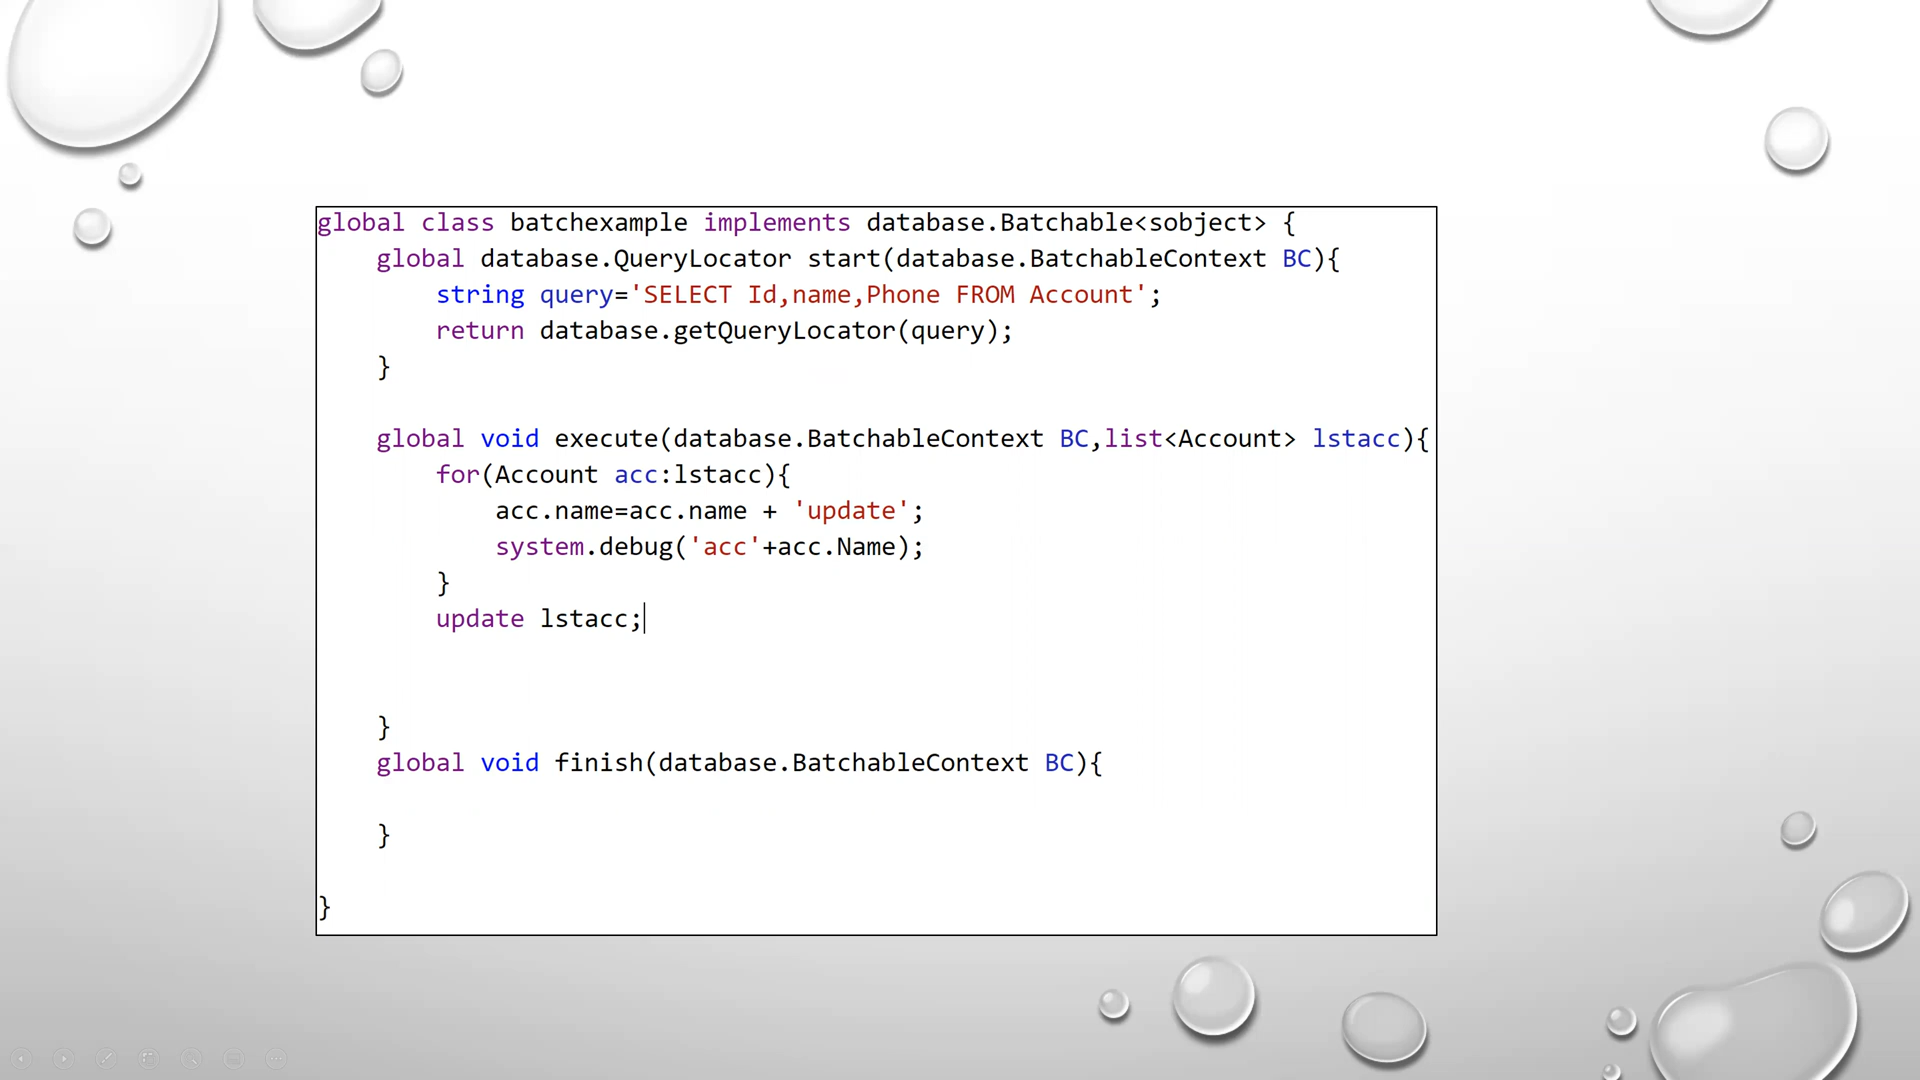 global class batchexample implements database.Batchable<sobject> {
global database.QueryLocator start(database.BatchableContext BC){
string query='SELECT Id,name,Phone FROM Account';
return database.getQueryLocator(query);
}
global void execute(database.BatchableContext BC,list<Account> lstacc){
for(Account acc:lstacc){
acc.name=acc.name + 'update';
system.debug('acc'+acc.Name);
}
update lstacc;
}
global void finish(database.BatchableContext BC){
}
}